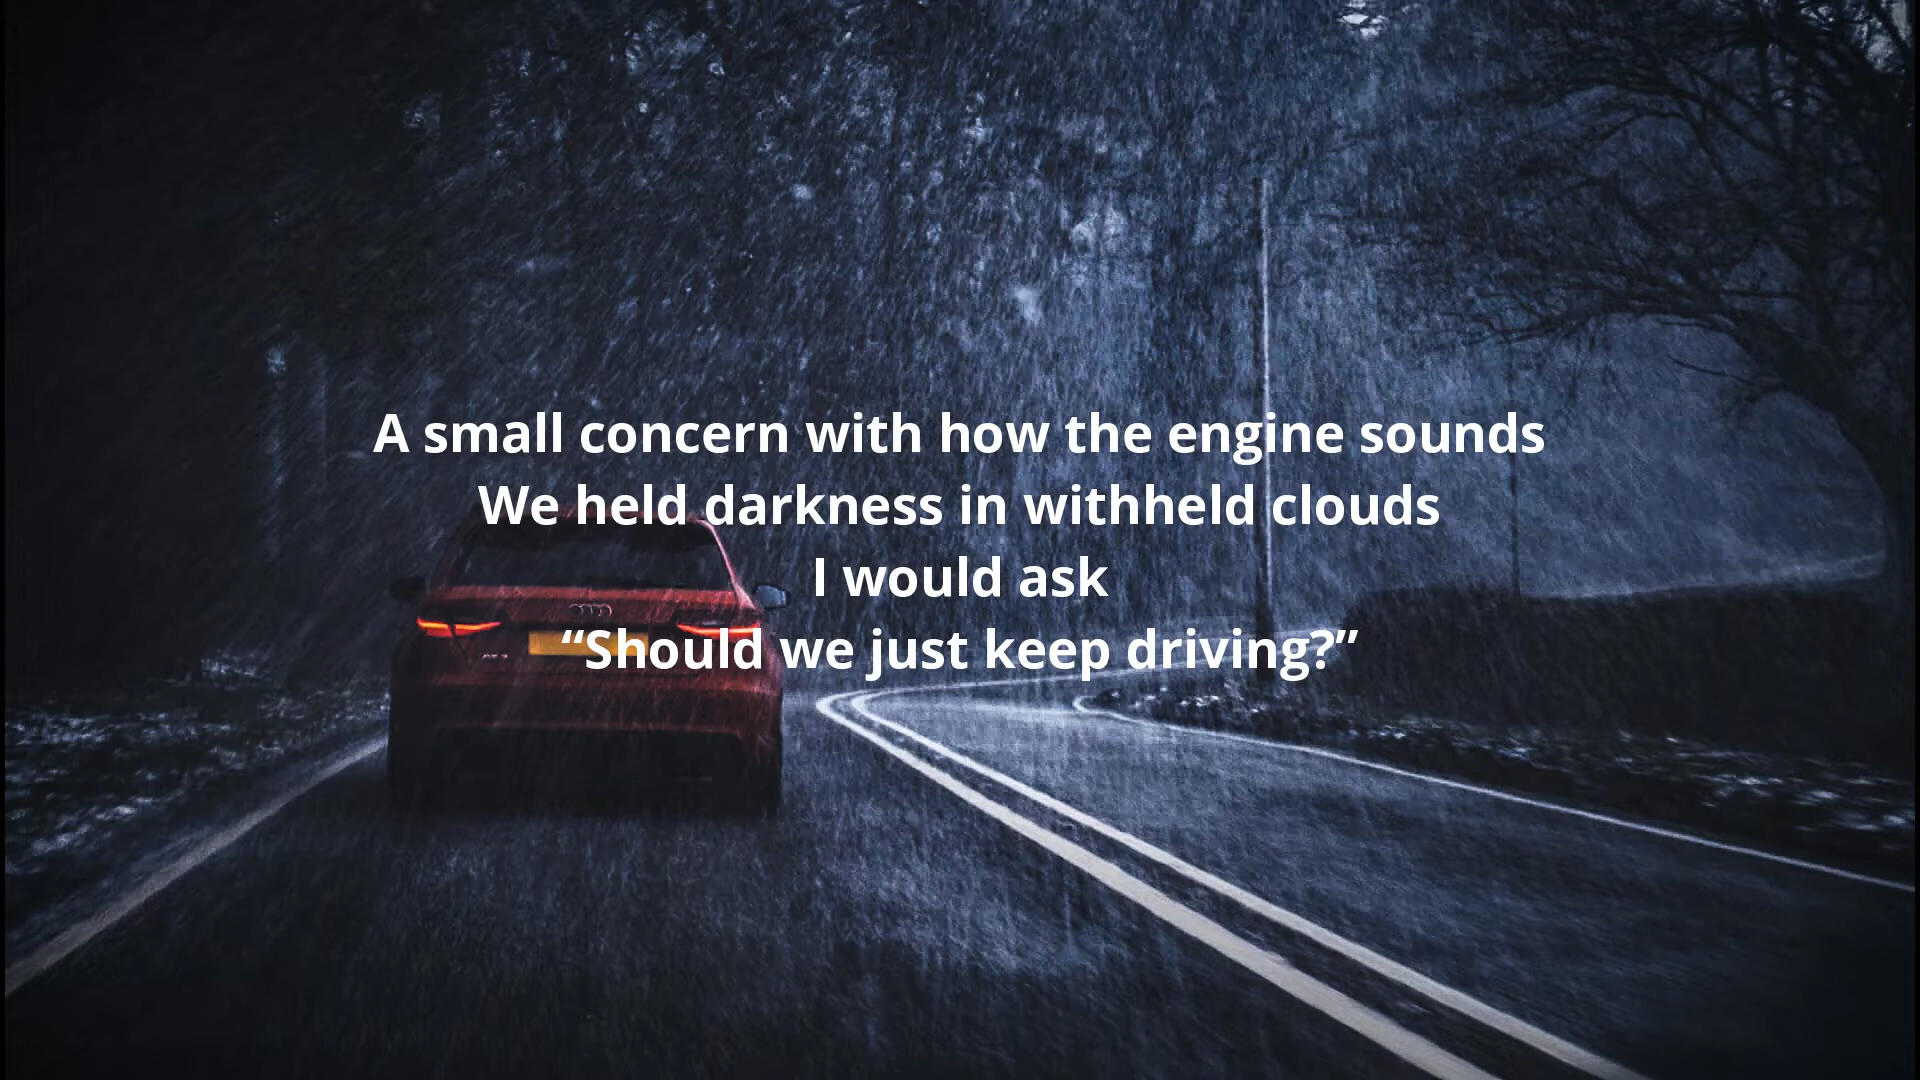 A small concern with how the engine sounds
We held darkness in withheld clouds
I would ask
“Should we just keep driving?”